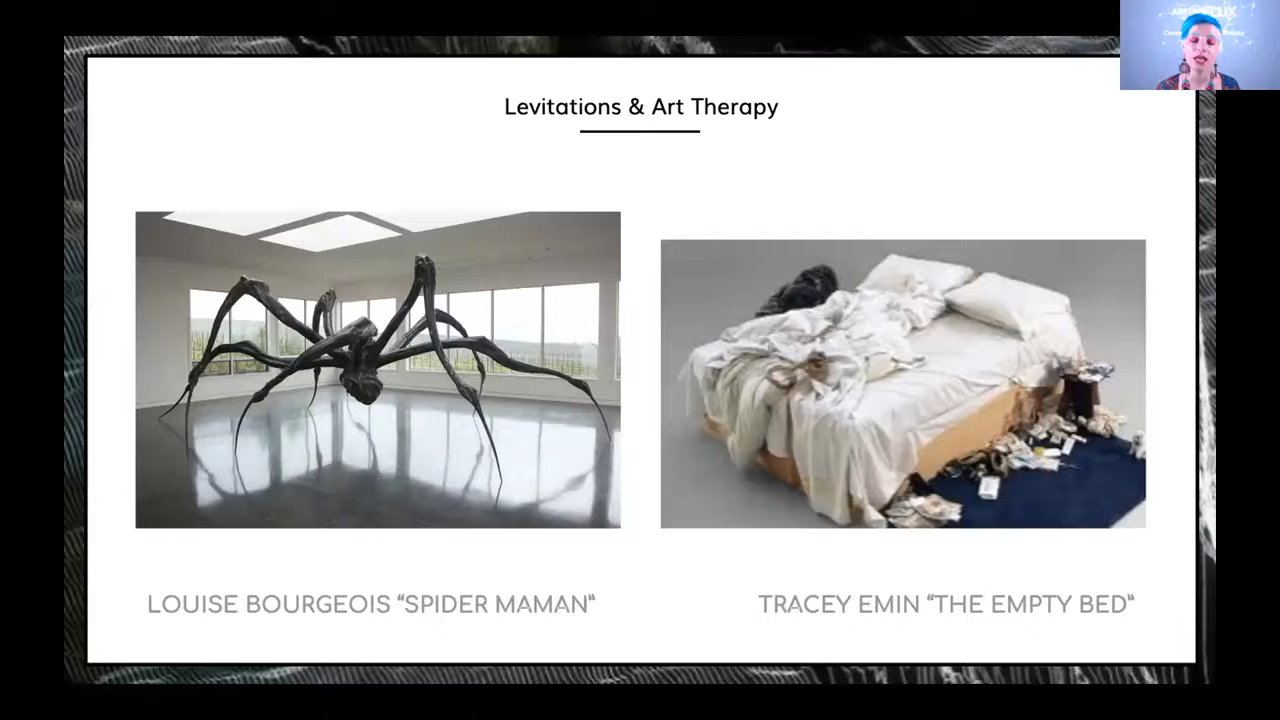 Levitations & Art Therapy
LOUISE BOURGEOIS “SPIDER MAMAN”
TRACEY EMIN “THE EMPTY BED”